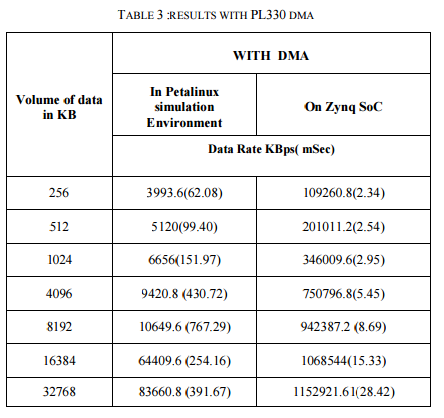 TABLE 3 :RESULTS WITH PL330 DMA
Volume of data
in KB
WITH DMA
In Petalinux
simulation
Environment
On Zynq SoC
Data Rate KBps( mSec)
256 3993.6(62.08) 109260.8(2.34)
512 5120(99.40) 201011.2(2.54)
1024 6656(151.97) 346009.6(2.95)
4096 9420.8 (430.72) 750796.8(5.45)
8192 10649.6 (767.29) 942387.2 (8.69)
16384 64409.6 (254.16) 1068544(15.33)
32768 83660.8 (391.67) 1152921.61(28.42)